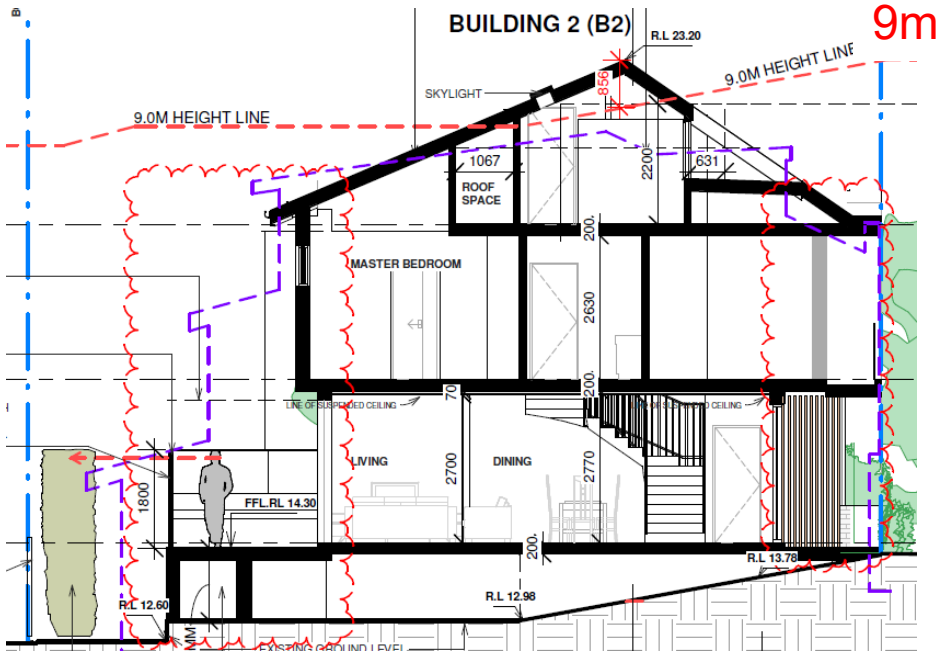 BUILDING 2 (B2)
9m
R.L 23.20
9.0M HEIGHT LINE
SKYLIGHT
856
9.0M HEIGHT LINE
1067
2200
631
ROOF
SPACE
200.
MASTER BEDROOM
2630
70
200.
LINE OF SUSPENDED CEILING
LINE OF SUSPENDED CEILING
LIVING
DINING
2700
2770
1800
FFL.RL 14.30
200.
R.L 13.78
R.L 12.60
R.L 12.98
MM
EXISTING GROUND LEVEL